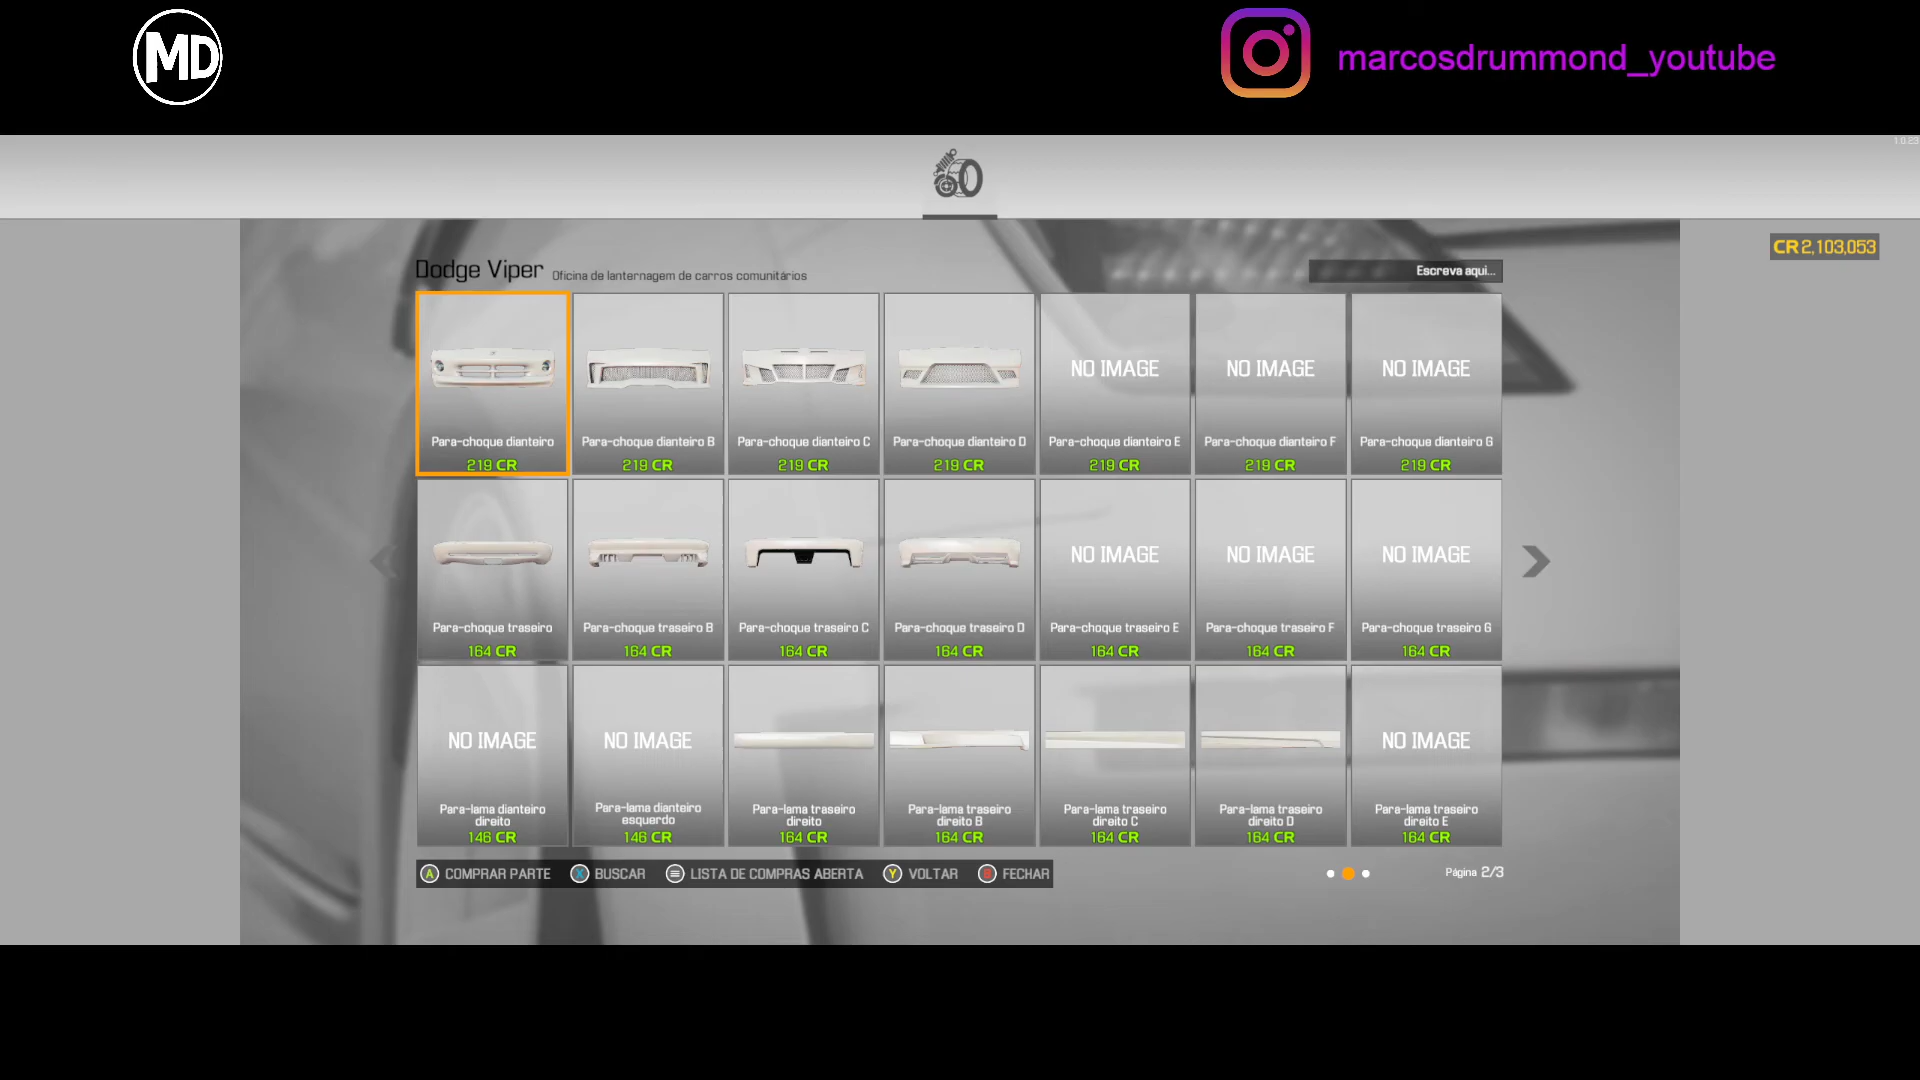 MD
marcosdrummond_youtube
1.0.23
CR 2,103,053
Dodge Viper Oficina de lanternagem de carros comunitários
Escreva aqui...
NO IMAGE NO IMAGE NO IMAGE
Para-choque dianteiro Para-choque dianteiro B Para-choque dianteiro C Para-choque dianteiro D Para-choque dianteiro E Para-choque dianteiro F Para-choque dianteiro G
219 CR 219 CR 219 CR 219 CR 219 CR 219 CR 219 CR
NO IMAGE NO IMAGE NO IMAGE
Para-choque traseiro Para-choque traseiro B Para-choque traseiro C Para-choque traseiro D Para-choque traseiro E Para-choque traseiro F Para-choque traseiro G
164 CR 164 CR 164 CR 164 CR 164 CR 164 CR 164 CR
NO IMAGE NO IMAGE NO IMAGE
Para-lama dianteiro Para-lama dianteiro Para-lama traseiro Para-lama traseiro Para-lama traseiro Para-lama traseiro Para-lama traseiro
direito esquerdo direito direito B direito C direito D direito E
146 CR 146 CR 164 CR 164 CR 164 CR 164 CR 164 CR
A COMPRAR PARTE X BUSCAR LISTA DE COMPRAS ABERTA Y VOLTAR B FECHAR
Página 2/3